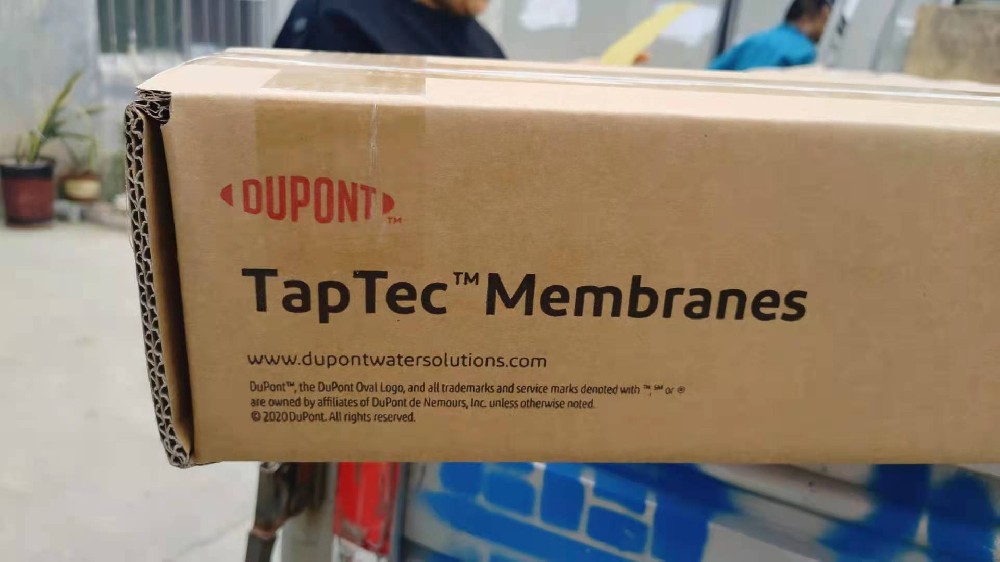 DUPONT™
TapTec™ Membranes
www.dupontwatersolutions.com
DuPont™, the DuPont Oval Logo, and all trademarks and service marks denoted with ™, ℠ or ®
are owned by affiliates of DuPont de Nemours, Inc. unless otherwise noted.
© 2020 DuPont. All rights reserved.